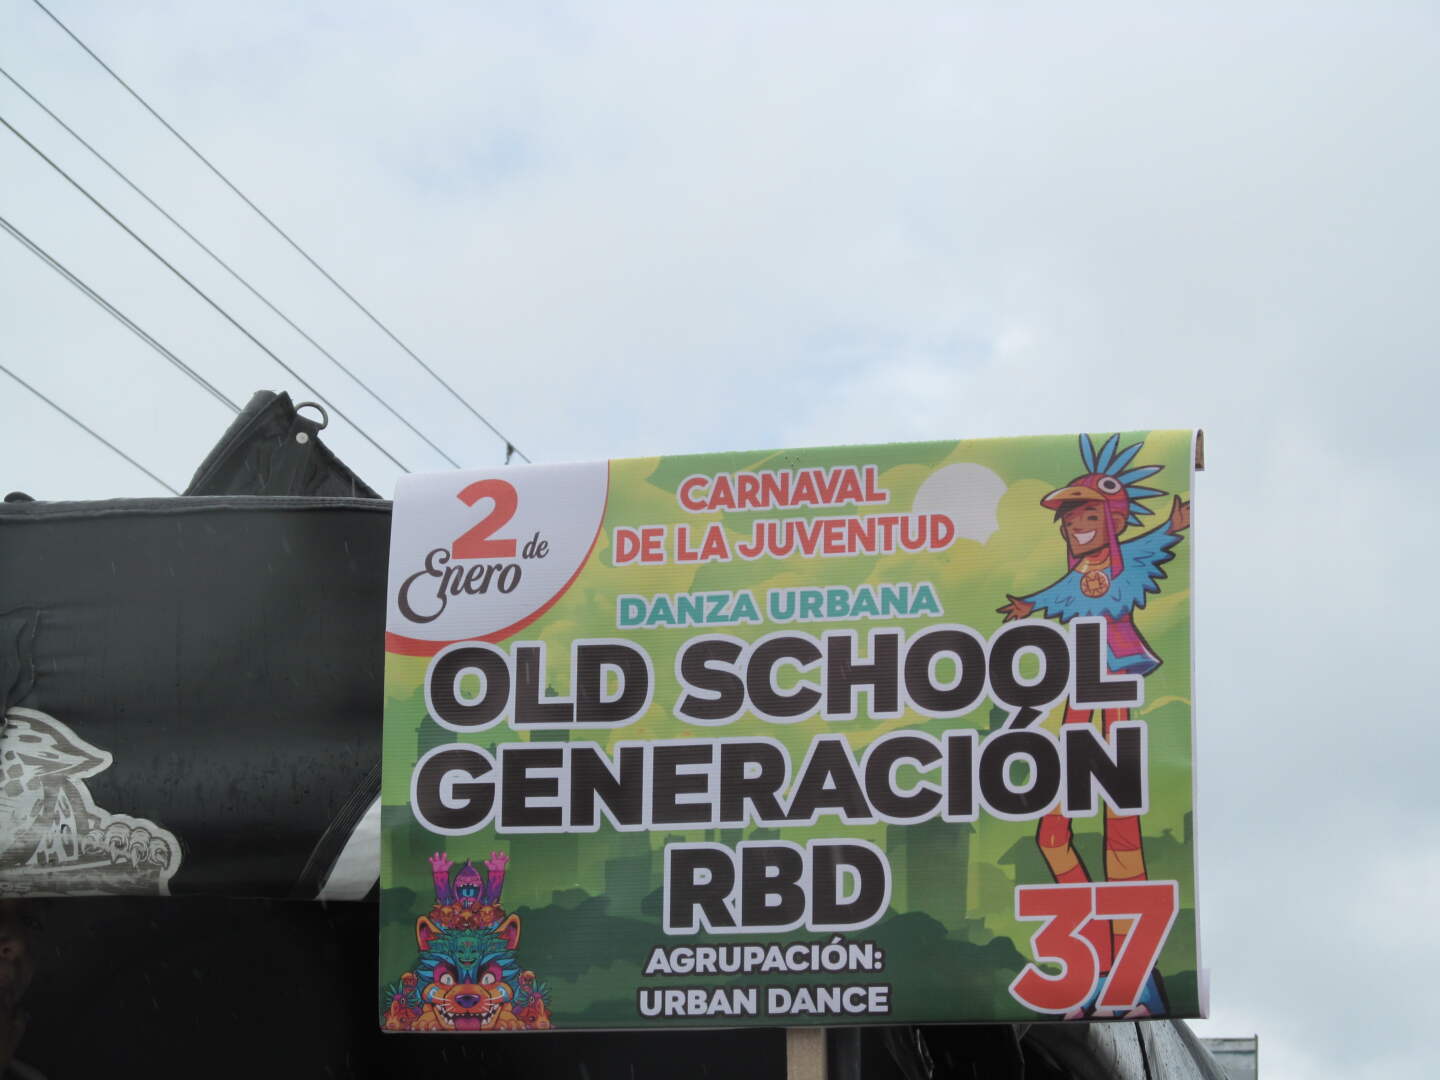 2 de
Enero
CARNAVAL
DE LA JUVENTUD
DANZA URBANA
OLD SCHOOL
GENERACIÓN
RBD
AGRUPACIÓN:
URBAN DANCE
37